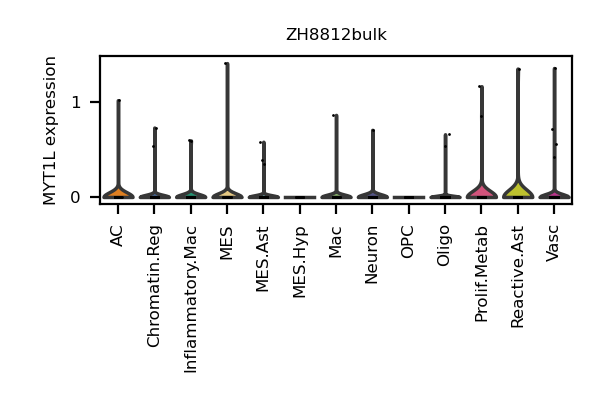 ZH8812bulk
MYT1L expression
1
0
AC
Chromatin.Reg
Inflammatory.Mac
MES
MES.Ast
MES.Hyp
Mac
Neuron
OPC
Oligo
Prolif.Metab
Reactive.Ast
Vasc